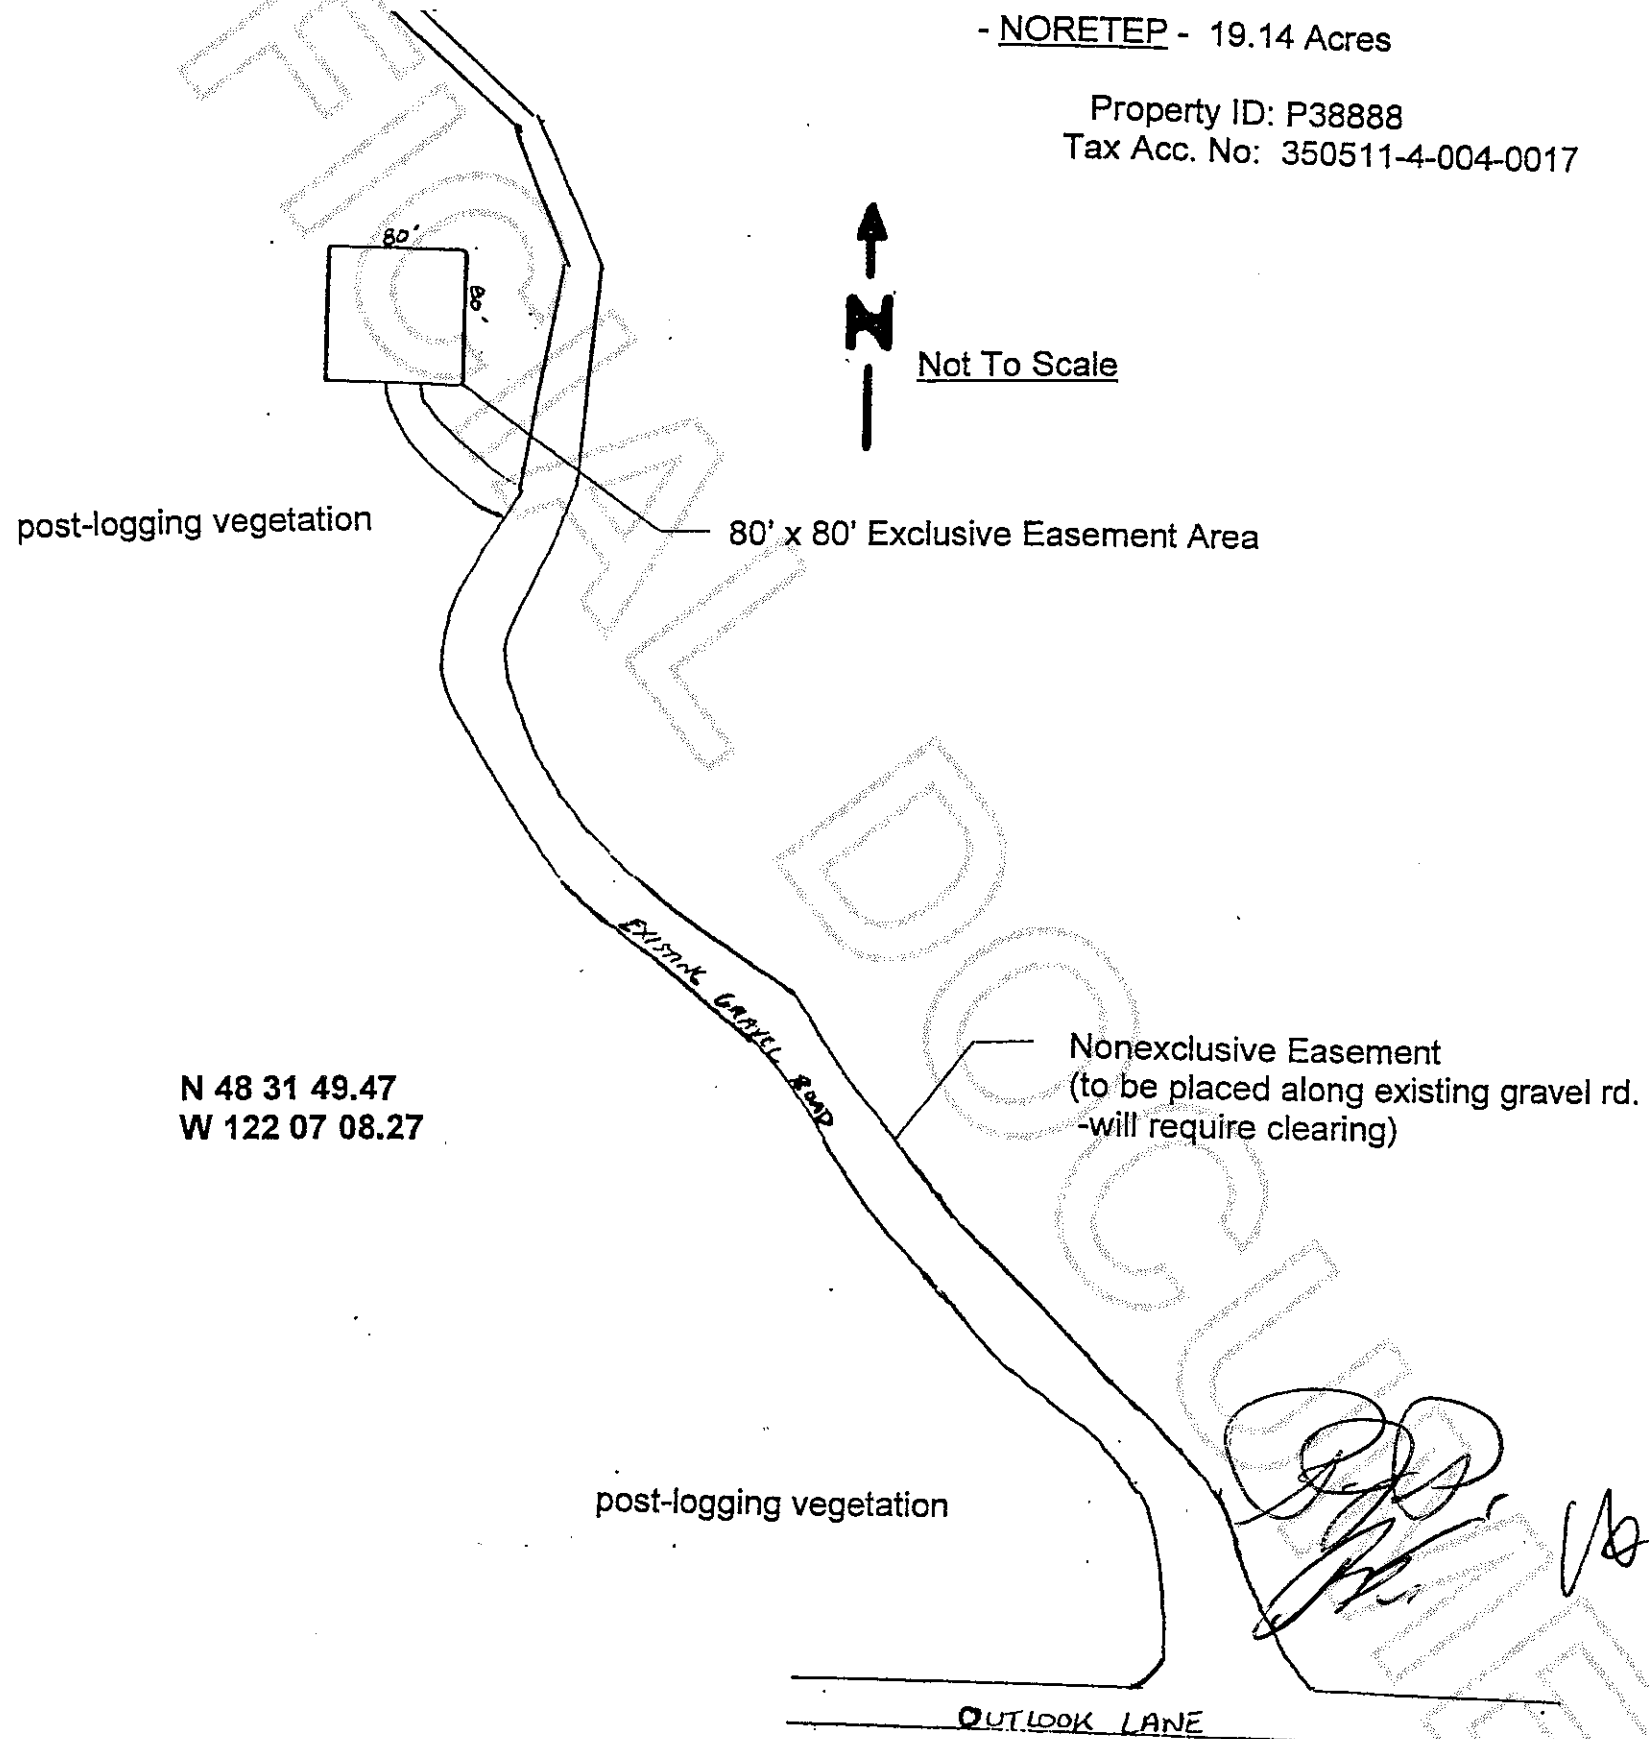 - NORETEP - 19.14 Acres
Property ID: P38888
Tax Acc. No: 350511-4-004-0017
80'
80'
N
Not To Scale
post-logging vegetation
80' x 80' Exclusive Easement Area
EXISTING GRAVEL ROAD
Nonexclusive Easement
(to be placed along existing gravel rd.
-will require clearing)
N 48 31 49.47
W 122 07 08.27
post-logging vegetation
OUTLOOK LANE
FICIAL DOCUME